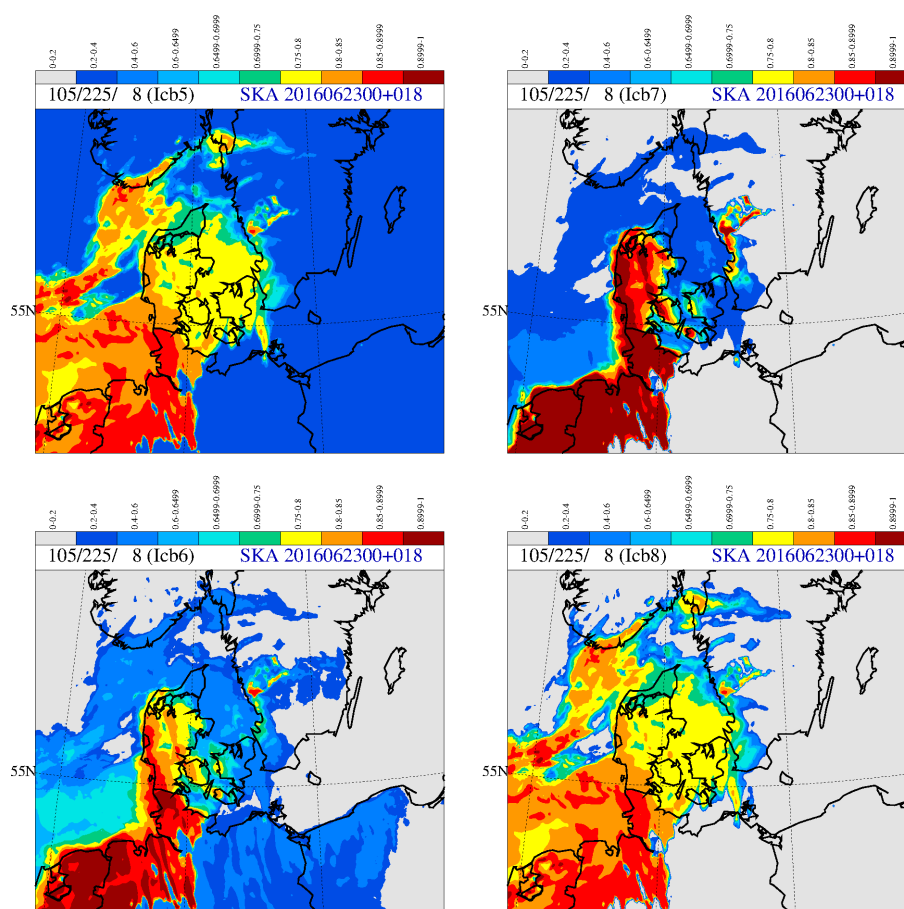 0-0.2 0.2-0.4 0.4-0.6 0.6-0.6499 0.6499-0.6999 0.6999-0.75 0.75-0.8 0.8-0.85 0.85-0.8999 0.8999-1
105/225/ 8 (Icb5) SKA 2016062300+018
55N
0-0.2 0.2-0.4 0.4-0.6 0.6-0.6499 0.6499-0.6999 0.6999-0.75 0.75-0.8 0.8-0.85 0.85-0.8999 0.8999-1
105/225/ 8 (Icb7) SKA 2016062300+018
55N
0-0.2 0.2-0.4 0.4-0.6 0.6-0.6499 0.6499-0.6999 0.6999-0.75 0.75-0.8 0.8-0.85 0.85-0.8999 0.8999-1
105/225/ 8 (Icb6) SKA 2016062300+018
55N
0-0.2 0.2-0.4 0.4-0.6 0.6-0.6499 0.6499-0.6999 0.6999-0.75 0.75-0.8 0.8-0.85 0.85-0.8999 0.8999-1
105/225/ 8 (Icb8) SKA 2016062300+018
55N